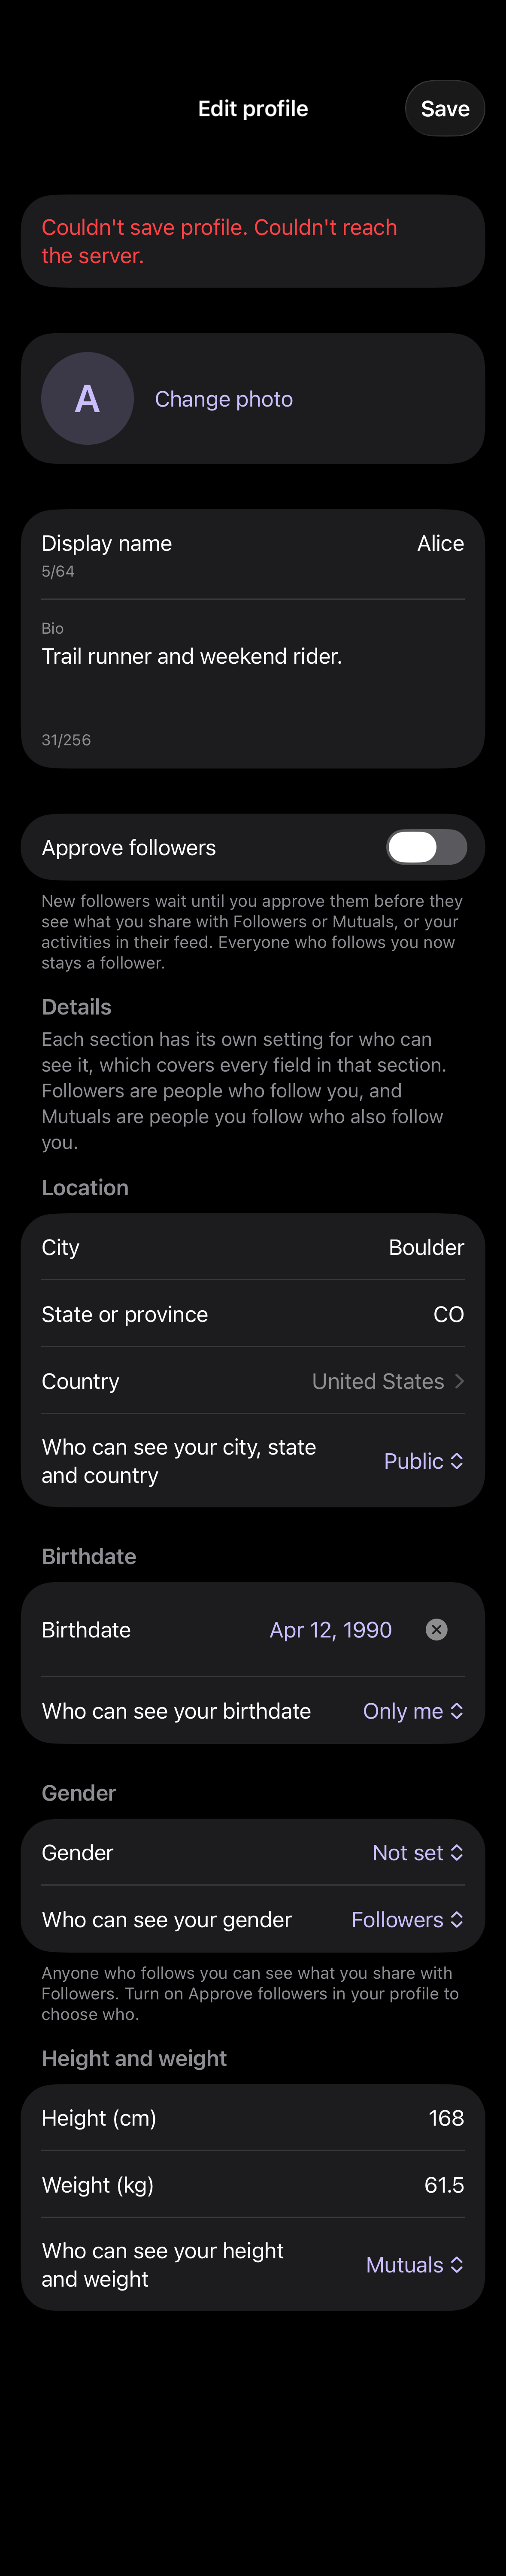 Edit profile
Save
Couldn't save profile. Couldn't reach
the server.
A
Change photo
Display name
Alice
5/64
Bio
Trail runner and weekend rider.
31/256
Approve followers
New followers wait until you approve them before they
see what you share with Followers or Mutuals, or your
activities in their feed. Everyone who follows you now
stays a follower.
Details
Each section has its own setting for who can
see it, which covers every field in that section.
Followers are people who follow you, and
Mutuals are people you follow who also follow
you.
Location
City
Boulder
State or province
CO
Country
United States
Who can see your city, state
and country
Public
Birthdate
Birthdate
Apr 12, 1990
Who can see your birthdate
Only me
Gender
Gender
Not set
Who can see your gender
Followers
Anyone who follows you can see what you share with
Followers. Turn on Approve followers in your profile to
choose who.
Height and weight
Height (cm)
168
Weight (kg)
61.5
Who can see your height
and weight
Mutuals